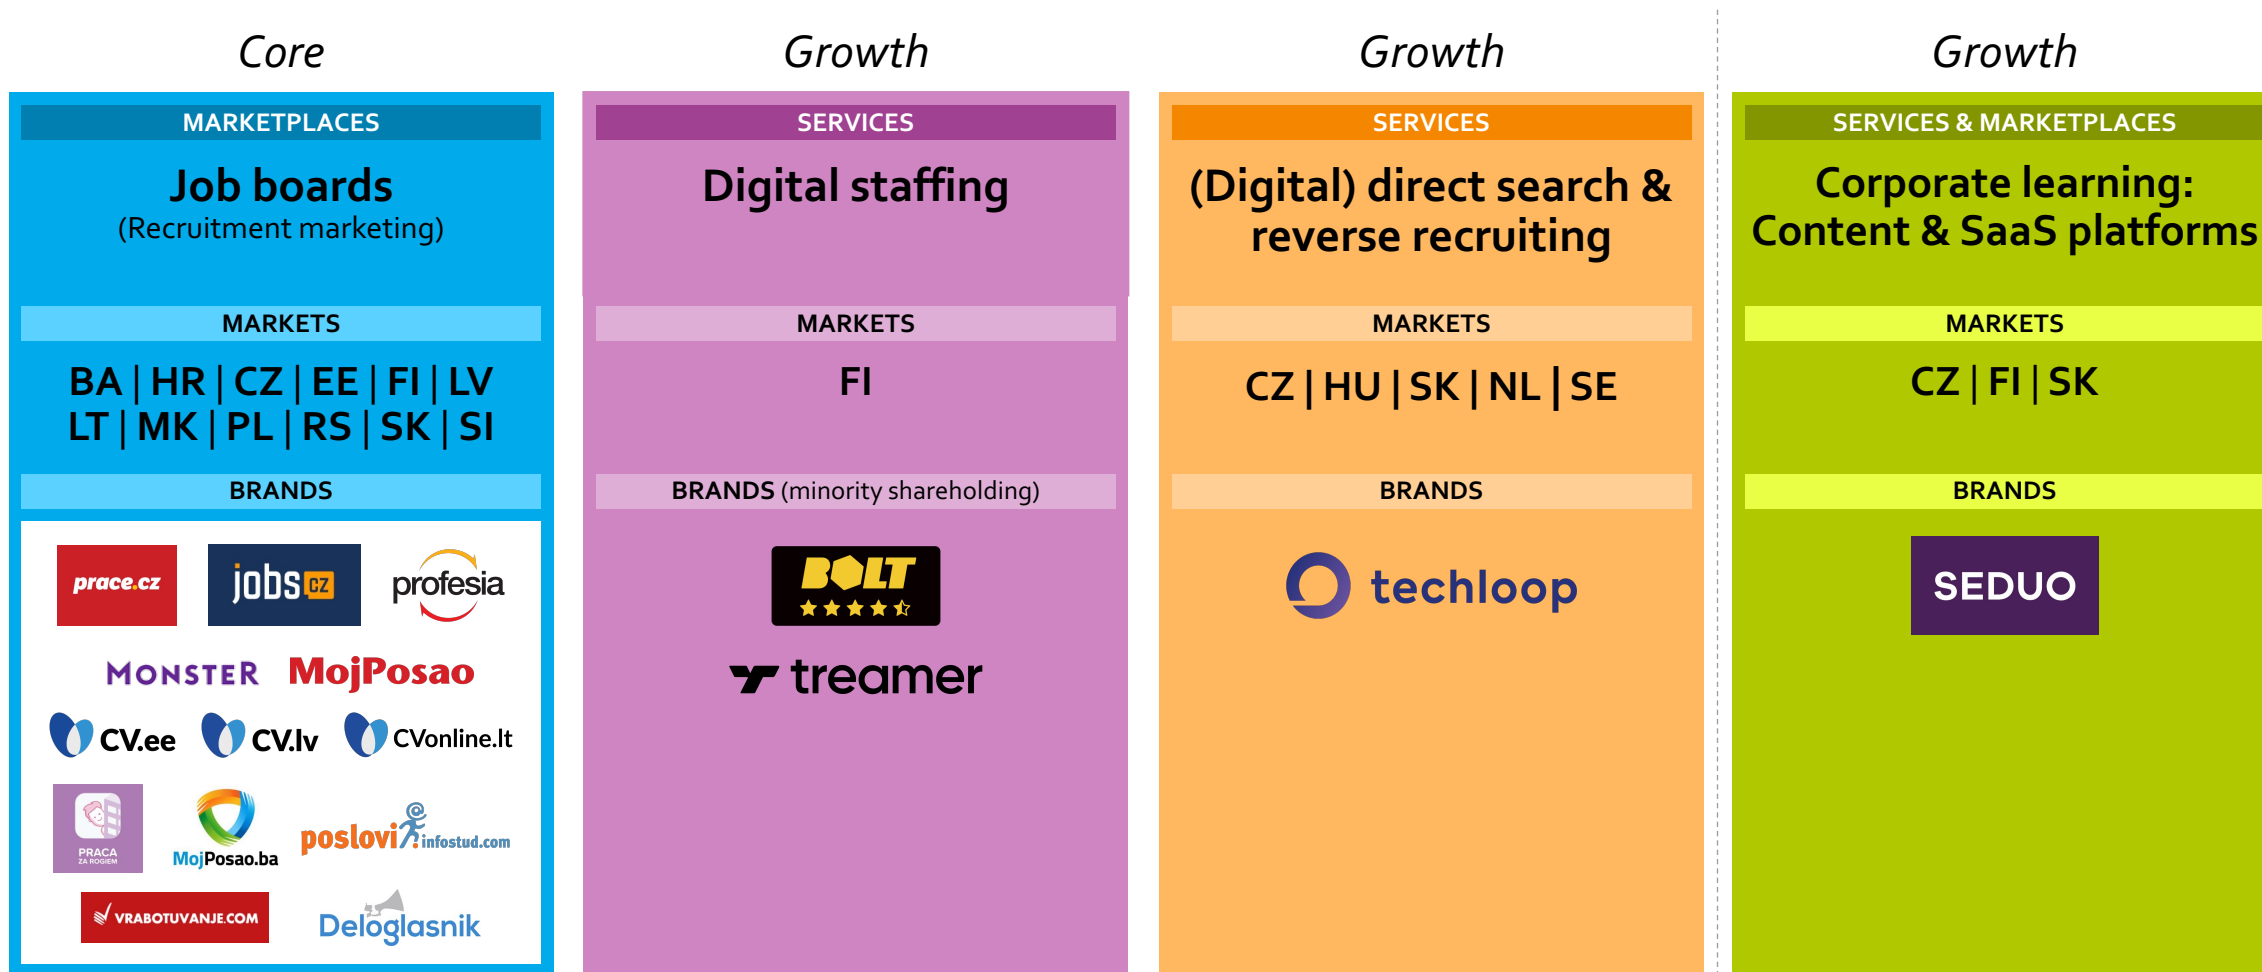 Core
MARKETPLACES
Job boards
(Recruitment marketing)
MARKETS
BA | HR | CZ | EE | FI | LV
LT | MK | PL | RS | SK | SI
BRANDS
prace.cz
jobs cz
profesia
MONSTER
MojPosao
CV.ee
CV.lv
CVonline.lt
PRACA
ZA ROGIEM
MojPosao.ba
poslovi infostud.com
VRABOTUVANJE.COM
Deloglasnik
Growth
SERVICES
Digital staffing
MARKETS
FI
BRANDS (minority shareholding)
BOLT
treamer
Growth
SERVICES
(Digital) direct search &
reverse recruiting
MARKETS
CZ | HU | SK | NL | SE
BRANDS
techloop
Growth
SERVICES & MARKETPLACES
Corporate learning:
Content & SaaS platforms
MARKETS
CZ | FI | SK
BRANDS
SEDUO